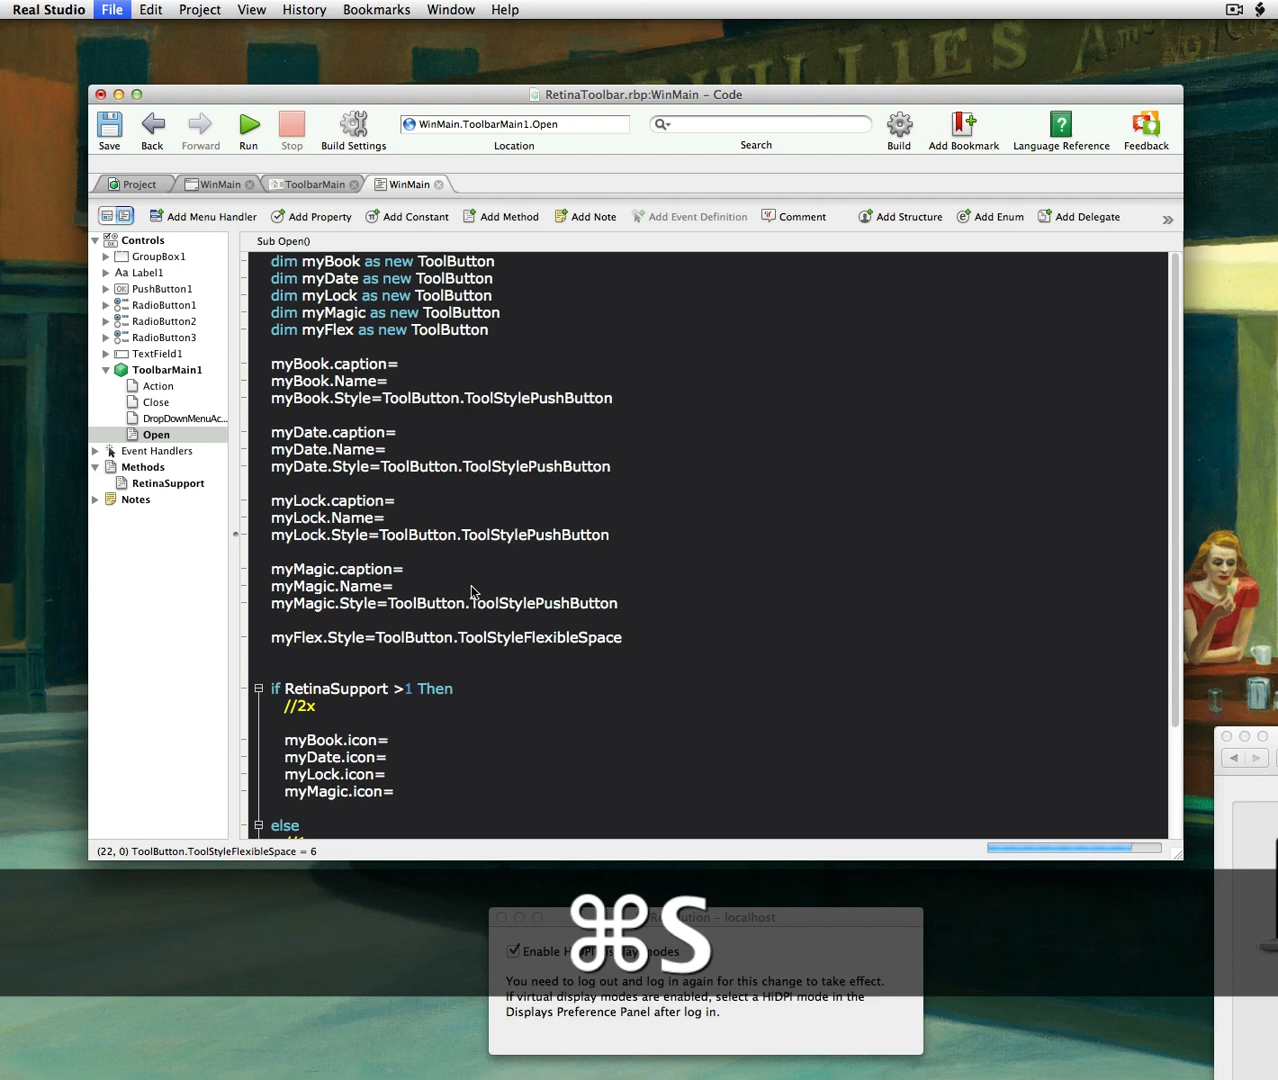 Real Studio File Edit Project View History Bookmarks Window Help
PHILLIES
RetinaToolbar.rbp:WinMain – Code
WinMain.ToolbarMain1.Open
Save Back Forward Run Stop Build Settings Location Search Build Add Bookmark Language Reference Feedback
Project WinMain ToolbarMain WinMain
Add Menu Handler Add Property Add Constant Add Method Add Note Add Event Definition Comment Add Structure Add Enum Add Delegate »
Controls
GroupBox1
Aa Label1
OK PushButton1
RadioButton1
RadioButton2
RadioButton3
TextField1
ToolbarMain1
Action
Close
DropDownMenuAc...
Open
Event Handlers
Methods
RetinaSupport
Notes
Sub Open()
dim myBook as new ToolButton
dim myDate as new ToolButton
dim myLock as new ToolButton
dim myMagic as new ToolButton
dim myFlex as new ToolButton
myBook.caption=
myBook.Name=
myBook.Style=ToolButton.ToolStylePushButton
myDate.caption=
myDate.Name=
myDate.Style=ToolButton.ToolStylePushButton
myLock.caption=
myLock.Name=
myLock.Style=ToolButton.ToolStylePushButton
myMagic.caption=
myMagic.Name=
myMagic.Style=ToolButton.ToolStylePushButton
myFlex.Style=ToolButton.ToolStyleFlexibleSpace
if RetinaSupport >1 Then
//2x
myBook.icon=
myDate.icon=
myLock.icon=
myMagic.icon=
else
(22, 0) ToolButton.ToolStyleFlexibleSpace = 6
⌘S
– localhost
Enable
You need to log out and log in again for this change to take effect.
If virtual display modes are enabled, select a HiDPI mode in the
Displays Preference Panel after log in.